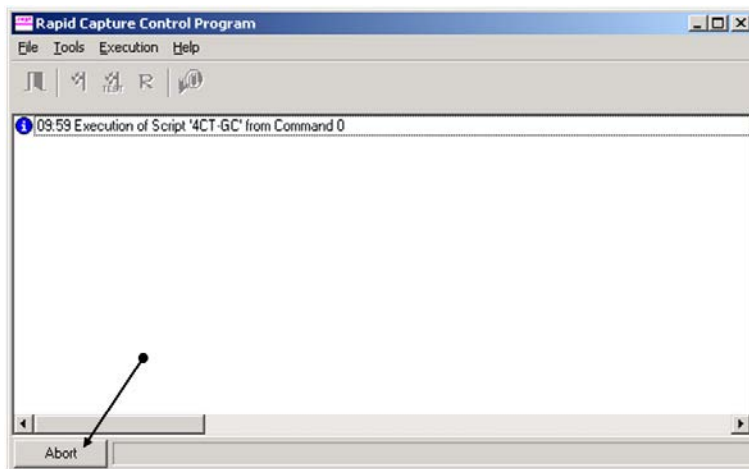 Rapid Capture Control Program
File Tools Execution Help
R
09:59 Execution of Script '4CT-GC' from Command 0
Abort